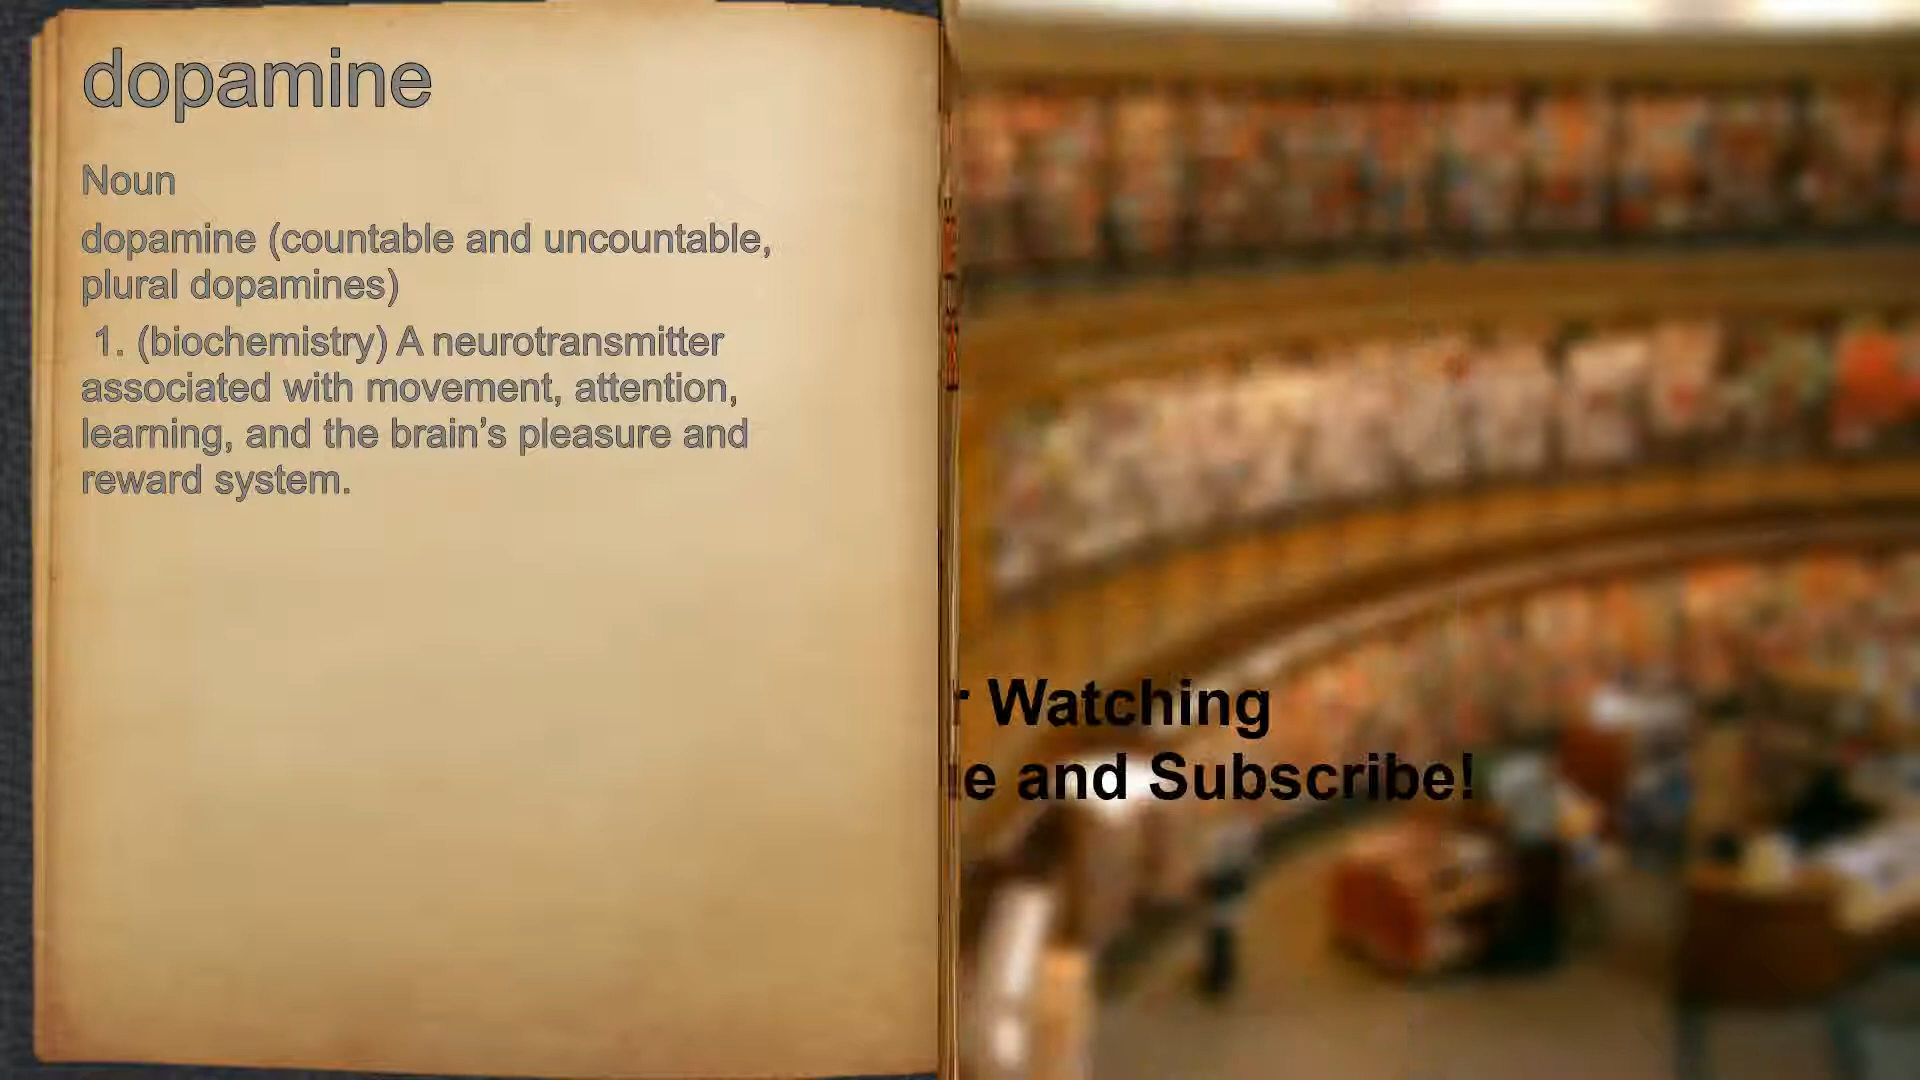 dopamine
Noun
dopamine (countable and uncountable,
plural dopamines)
1. (biochemistry) A neurotransmitter
associated with movement, attention,
learning, and the brain’s pleasure and
reward system.
Watching
and Subscribe!